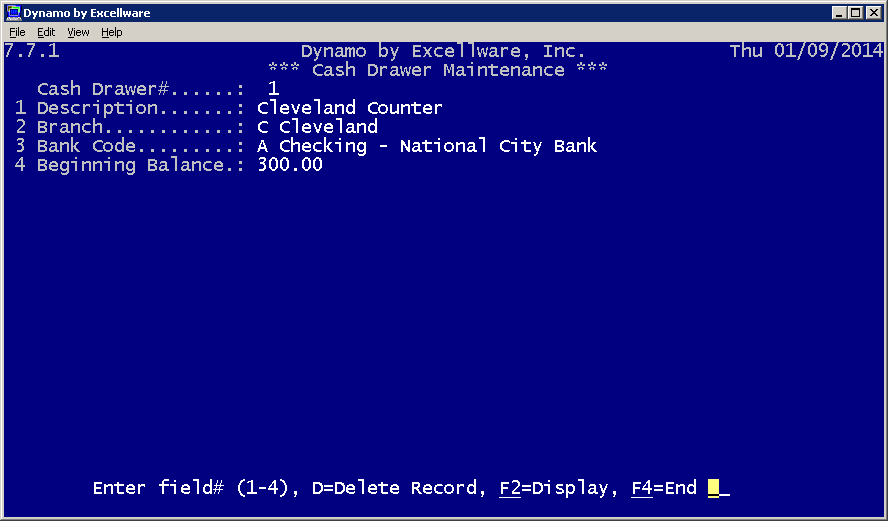 Dynamo by Excellware
File Edit View Help
7.7.1 Dynamo by Excellware, Inc. Thu 01/09/2014
*** Cash Drawer Maintenance ***
Cash Drawer#......: 1
1 Description.......: Cleveland Counter
2 Branch............: C Cleveland
3 Bank Code.........: A Checking - National City Bank
4 Beginning Balance.: 300.00
Enter field# (1-4), D=Delete Record, F2=Display, F4=End